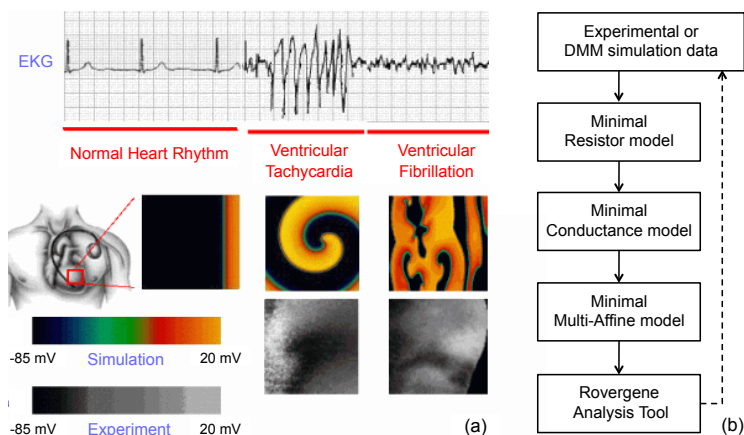 EKG
Normal Heart Rhythm
Ventricular
Tachycardia
Ventricular
Fibrillation
-85 mV
Simulation
20 mV
-85 mV
Experiment
20 mV
(a)
Experimental or
DMM simulation data
Minimal
Resistor model
Minimal
Conductance model
Minimal
Multi-Affine model
Rovergene
Analysis Tool
(b)